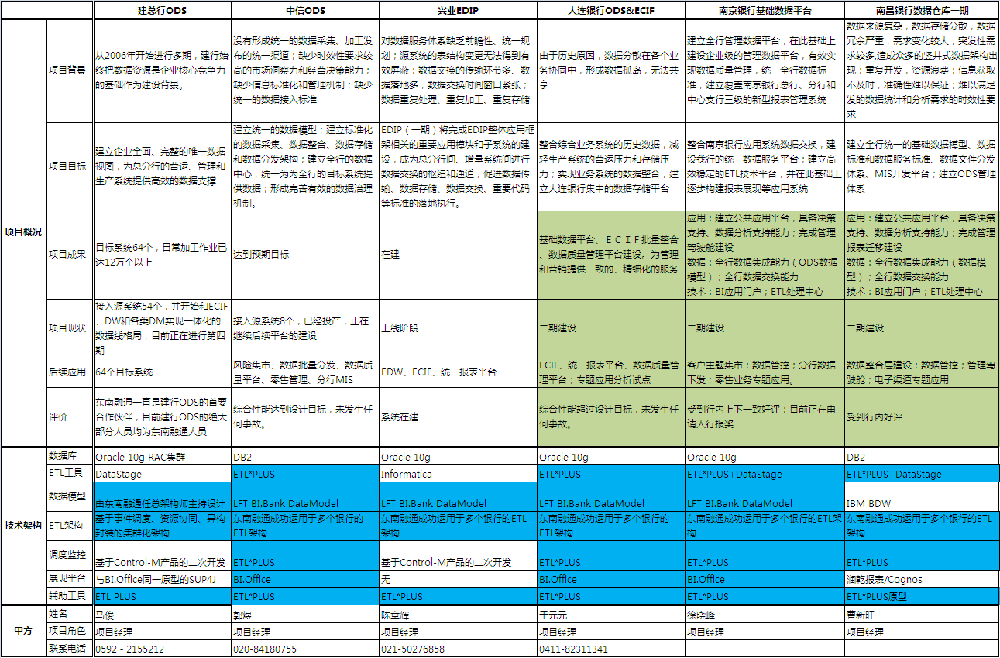 建总行ODS
中信ODS
兴业EDIP
大连银行ODS&ECIF
南京银行基础数据平台
南昌银行数据仓库一期
项目概况
项目背景
从2006年开始进行多期，建行始
终把数据资源是企业核心竞争力
的基础作为建设背景。
没有形成统一的数据采集、加工发
布的统一渠道；缺少时效性要求较
高的市场洞察力和经营决策能力；
缺少信息标准化和管理机制；缺少
统一的数据接入标准
对数据服务体系缺乏前瞻性、统一规
划；源系统的表结构变更无法得到有
效屏蔽；数据交换的传输环节多、数
据落地多，数据交换时间窗口紧张；
数据重复处理、重复加工、重复存储
由于历史原因，数据分散在各个业
务协同中，形成数据孤岛，无法共
享
建立全行管理数据平台，在此基础上
建设企业级的管理数据平台，有效实
现数据质量管理，统一全行数据标
准，建立覆盖南京银行总行、分行和
中心支行三级的新型报表管理系统
数据来源复杂，数据存储分散，数据
冗余严重，需求变化较大，突发性需
求较多,造成众多的竖井式数据架构出
现；重复开发，资源浪费；信息获取
不及时，准确性难以保证；难以满足
发的数据统计和分析需求的时效性要
求
项目目标
建立企业全面、完整的唯一数据
视图，为总分行的营运、管理和
生产系统提供高效的数据支撑
建立统一的数据模型；建立标准化
的数据采集、数据整合、数据存储
和数据分发架构；建立全行的数据
中心，统一为为全行的目标系统提
供数据；形成完善有效的数据治理
机制。
EDIP（一期）将完成EDIP整体应用框
架相关的重要应用模块和子系统的建
设，成为总分行间、增量系统间进行
数据交换的枢纽和通道，促进数据传
输、数据存储、数据交换、重要代码
等标准的落地执行。
整合综合业务系统的历史数据，减
轻生产系统的营运压力和存储压
力；实现业务系统的数据整合，建
立大连银行集中的数据存储平台
整合南京银行应用系统数据交换，建
设我行的统一数据服务平台；建立高
效稳定的ETL技术平台，并在此基础上
逐步构建报表展现等应用系统
建立全行统一的基础数据模型、数据
标准和数据服务标准、数据文件分发
体系、MIS开发平台；建立ODS管理
体系
项目成果
目标系统64个，日常加工作业已
达12万个以上
达到预期目标
在建
基础数据平台、ＥＣＩＦ批量整合
、数据质量管理平台建设。为管理
和营销提供一致的、精细化的服务
应用：建立公共应用平台，具备决策
支持、数据分析支持能力；完成管理
驾驶舱建设
数据：全行数据集成能力（ODS数据
模型）；全行数据交换能力
技术：BI应用门户；ETL处理中心
应用：建立公共应用平台，具备决策
支持、数据分析支持能力；完成管理
报表迁移建设
数据：全行数据集成能力（数据模
型）；全行数据交换能力
技术：BI应用门户；ETL处理中心
项目现状
接入源系统54个，并开始和ECIF
、DW和各类DM实现一体化的
数据线格局，目前正在进行第四
期
接入源系统8个，已经投产，正在
继续后续平台的建设
上线阶段
二期建设
二期建设
二期建设
后续应用
64个目标系统
风险集市、数据批量分发、数据质
量平台、零售管理、分行MIS
EDW、ECIF、统一报表平台
ECIF、统一报表平台、数据质量管
理平台；专题应用分析试点
客户主题集市；数据管控；分行数据
下发；零售业务专题应用。
数据整合层建设；数据管控；管理驾
驶舱；电子渠道专题应用
评价
东南融通一直是建行ODS的首要
合作伙伴，目前建行ODS的绝大
部分人员均为东南融通人员
综合性能达到设计目标，未发生任
何事故。
系统在建
综合性能超过设计目标，未发生任
何事故。
受到行内上下一致好评；目前正在申
请人行报奖
受到行内好评
技术架构
数据库
Oracle 10g RAC集群
DB2
Oracle 10g
Oracle 10g
Oracle 10g
DB2
ETL工具
DataStage
ETL*PLUS
Informatica
ETL*PLUS
ETL*PLUS+DataStage
ETL*PLUS+DataStage
数据模型
由东南融通任总架构师主持设计
LFT BI.Bank DataModel
LFT BI.Bank DataModel
LFT BI.Bank DataModel
LFT BI.Bank DataModel
IBM BDW
ETL架构
基于事件调度、资源协同、异构
封装的集群化架构
东南融通成功运用于多个银行的
ETL架构
东南融通成功运用于多个银行的ETL
架构
东南融通成功运用于多个银行的
ETL架构
东南融通成功运用于多个银行的ETL架
构
东南融通成功运用于多个银行的ETL
架构
调度监控
基于Control-M产品的二次开发
ETL*PLUS
基于Control-M产品的二次开发
ETL*PLUS
ETL*PLUS
ETL*PLUS
展现平台
与BI.Office同一原型的SUP4J
BI.Office
无
BI.Office
BI.Office
润乾报表/Cognos
辅助工具
ETL PLUS
ETL*PLUS
ETL*PLUS
ETL*PLUS
ETL*PLUS
ETL*PLUS原型
甲方
姓名
马俊
郭煜
陈章辉
于元元
徐晓峰
曹新旺
项目角色
项目经理
项目经理
项目经理
项目经理
项目经理
项目经理
联系电话
0592 - 2155212
020-84180755
021-50276858
0411-82311341